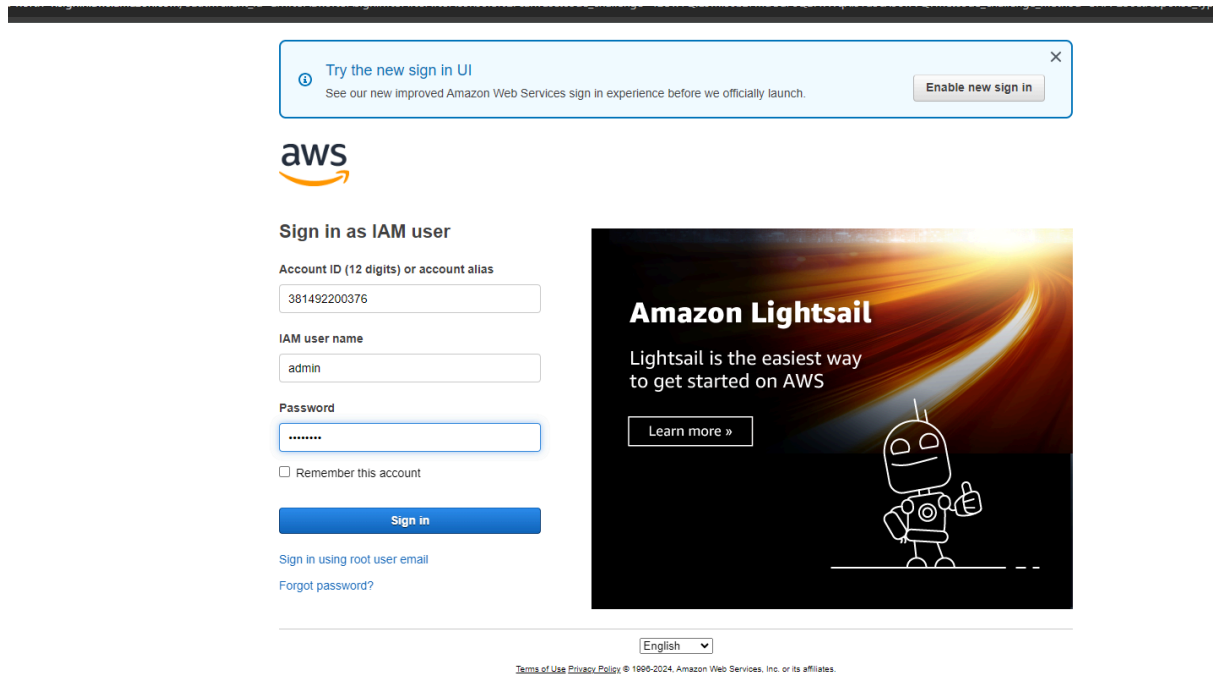 Try the new sign in UI
See our new improved Amazon Web Services sign in experience before we officially launch.
Enable new sign in
aws
Sign in as IAM user
Account ID (12 digits) or account alias
381492200376
IAM user name
admin
Password
••••••••
Remember this account
Sign in
Sign in using root user email
Forgot password?
Amazon Lightsail
Lightsail is the easiest way
to get started on AWS
Learn more »
English
Terms of Use Privacy Policy © 1996-2024, Amazon Web Services, Inc. or its affiliates.